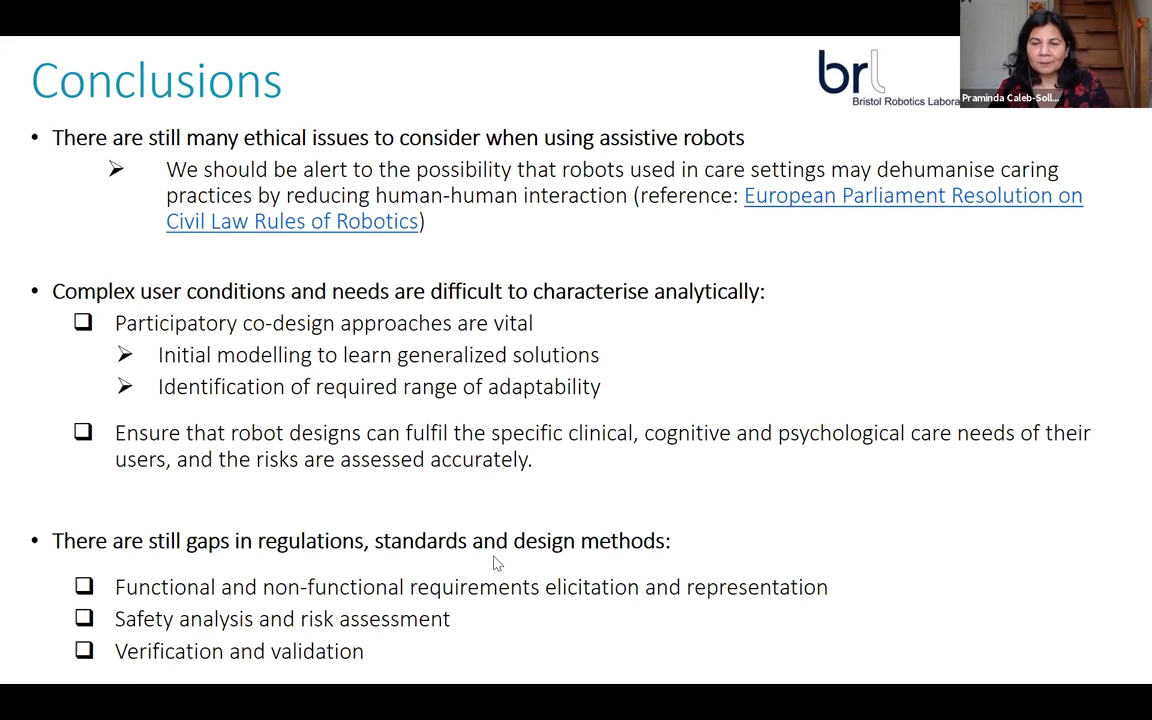 Conclusions
brl
Bristol Robotics Labora
Praminda Caleb-Soll...
• There are still many ethical issues to consider when using assistive robots
➢ We should be alert to the possibility that robots used in care settings may dehumanise caring
practices by reducing human-human interaction (reference: European Parliament Resolution on
Civil Law Rules of Robotics)
• Complex user conditions and needs are difficult to characterise analytically:
❑ Participatory co-design approaches are vital
➢ Initial modelling to learn generalized solutions
➢ Identification of required range of adaptability
❑ Ensure that robot designs can fulfil the specific clinical, cognitive and psychological care needs of their
users, and the risks are assessed accurately.
• There are still gaps in regulations, standards and design methods:
❑ Functional and non-functional requirements elicitation and representation
❑ Safety analysis and risk assessment
❑ Verification and validation